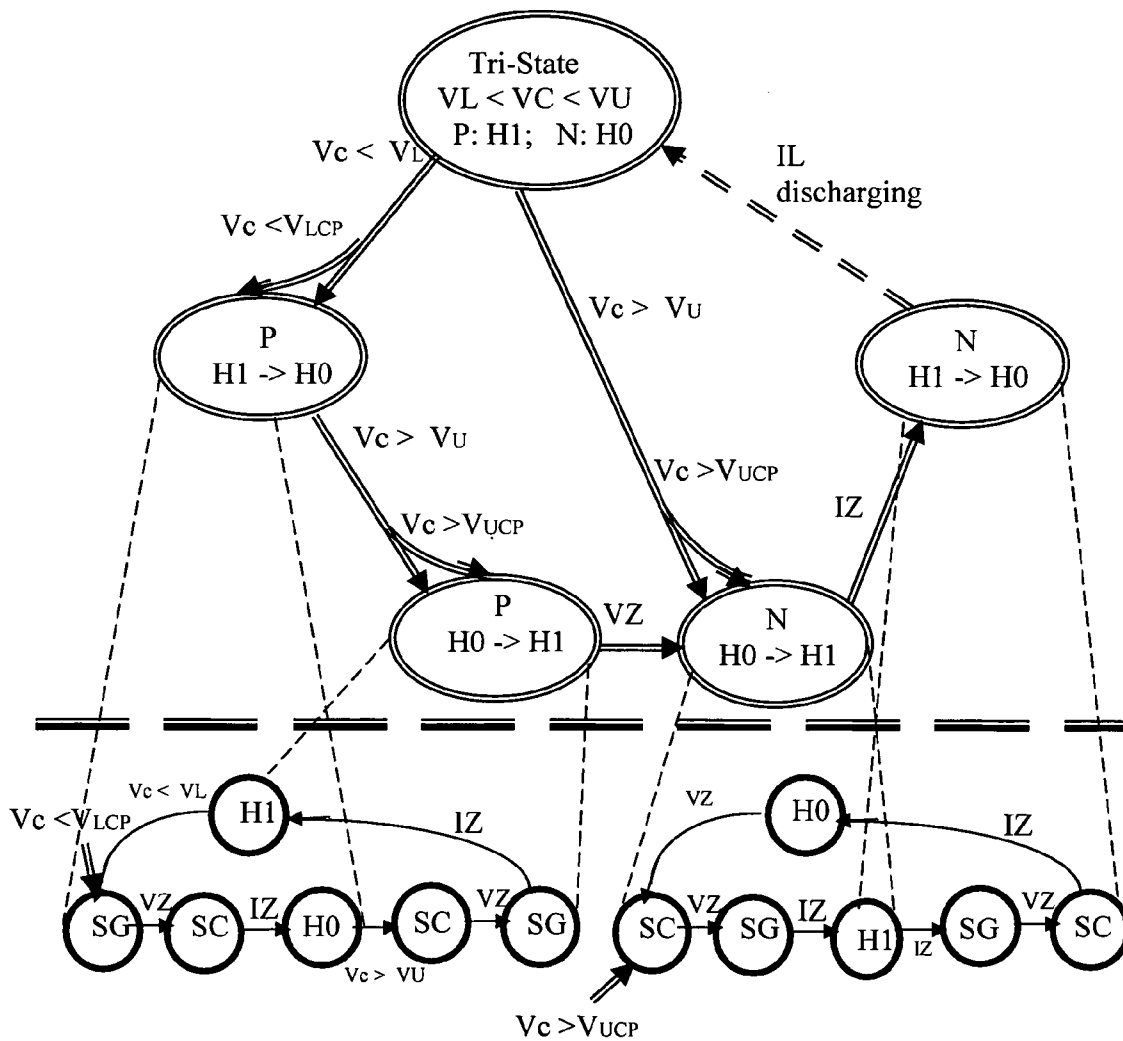 Tri-State
VL < VC < VU
P: H1; N: H0
Vc < VL
IL
discharging
Vc <VLCP
Vc > VU
P
H1 -> H0
N
H1 -> H0
Vc > VU
Vc >VUCP
IZ
Vc >VUCP
P
H0 -> H1
VZ
N
H0 -> H1
Vc < VL
H1
Vc <VLCP
IZ
VZ
H0
IZ
SG
VZ
SC
IZ
H0
Vc > VU
SC
VZ
SG
SC
VZ
SG
IZ
H1
IZ
SG
VZ
SC
Vc >VUCP